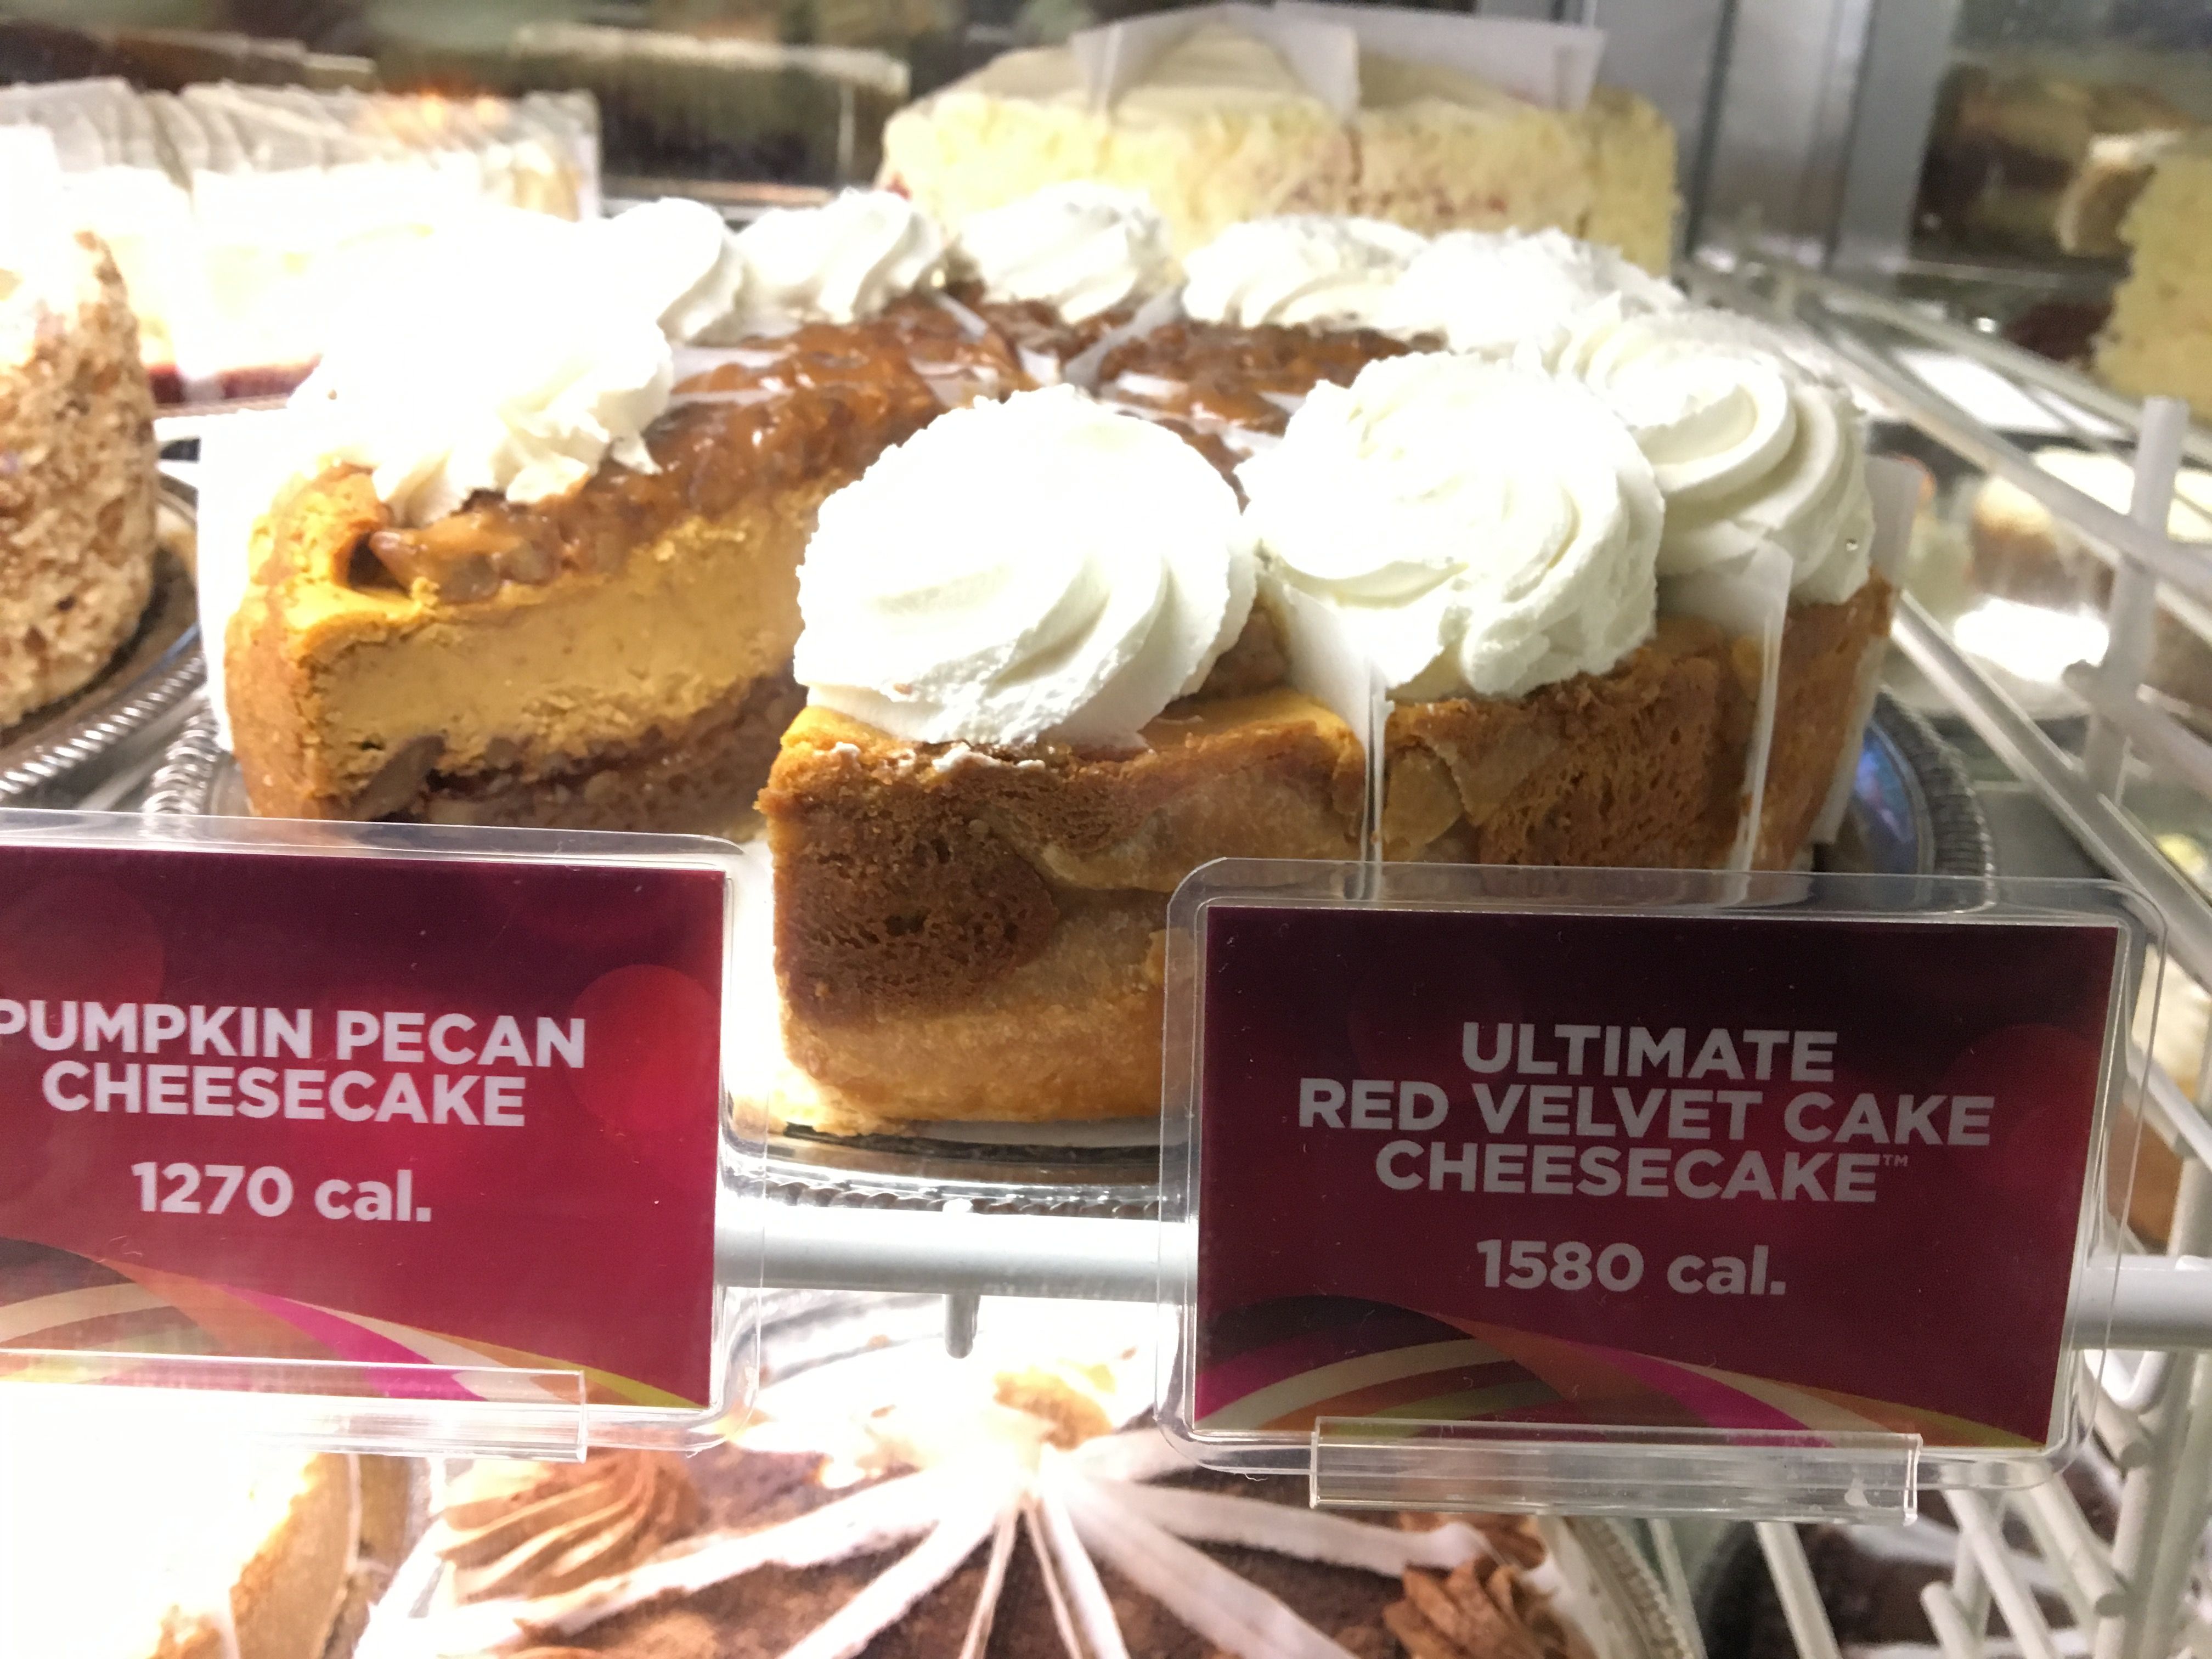 PUMPKIN PECAN
CHEESECAKE
1270 cal.
ULTIMATE
RED VELVET CAKE
CHEESECAKE™
1580 cal.